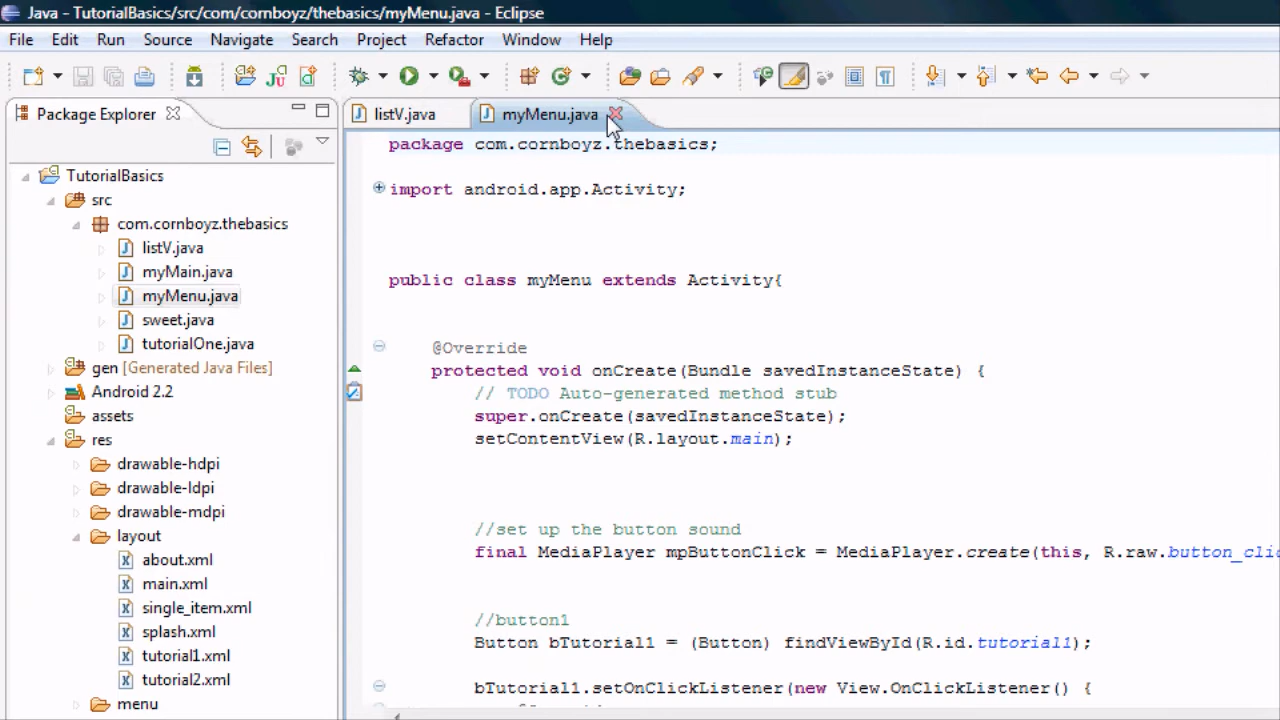 Java - TutorialBasics/src/com/cornboyz/thebasics/myMenu.java - Eclipse
File Edit Run Source Navigate Search Project Refactor Window Help
Package Explorer
listV.java
myMenu.java
TutorialBasics
src
com.cornboyz.thebasics
listV.java
myMain.java
myMenu.java
sweet.java
tutorialOne.java
gen [Generated Java Files]
Android 2.2
assets
res
drawable-hdpi
drawable-ldpi
drawable-mdpi
layout
about.xml
main.xml
single_item.xml
splash.xml
tutorial1.xml
tutorial2.xml
menu
package com.cornboyz.thebasics;
import android.app.Activity;
public class myMenu extends Activity{
@Override
protected void onCreate(Bundle savedInstanceState) {
// TODO Auto-generated method stub
super.onCreate(savedInstanceState);
setContentView(R.layout.main);
//set up the button sound
final MediaPlayer mpButtonClick = MediaPlayer.create(this, R.raw.button_clic
//button1
Button bTutorial1 = (Button) findViewById(R.id.tutorial1);
bTutorial1.setOnClickListener(new View.OnClickListener() {